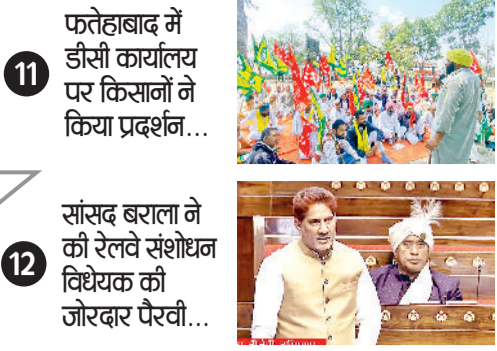 11
फतेहाबाद में
डीसी कार्यालय
पर किसानों ने
किया प्रदर्शन...
12
सांसद बराला ने
की रेलवे संशोधन
विधेयक की
जोरदार पैरवी...